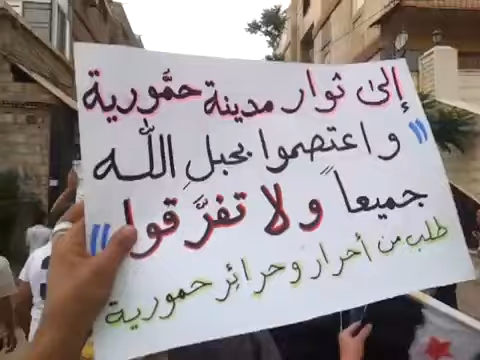 إلى ثوار مدينة حمُّورية
"واعتصموا بحبلِ الله
جميعاً ولا تفرَّقوا"
طلب من أحرار وحرائر حمورية